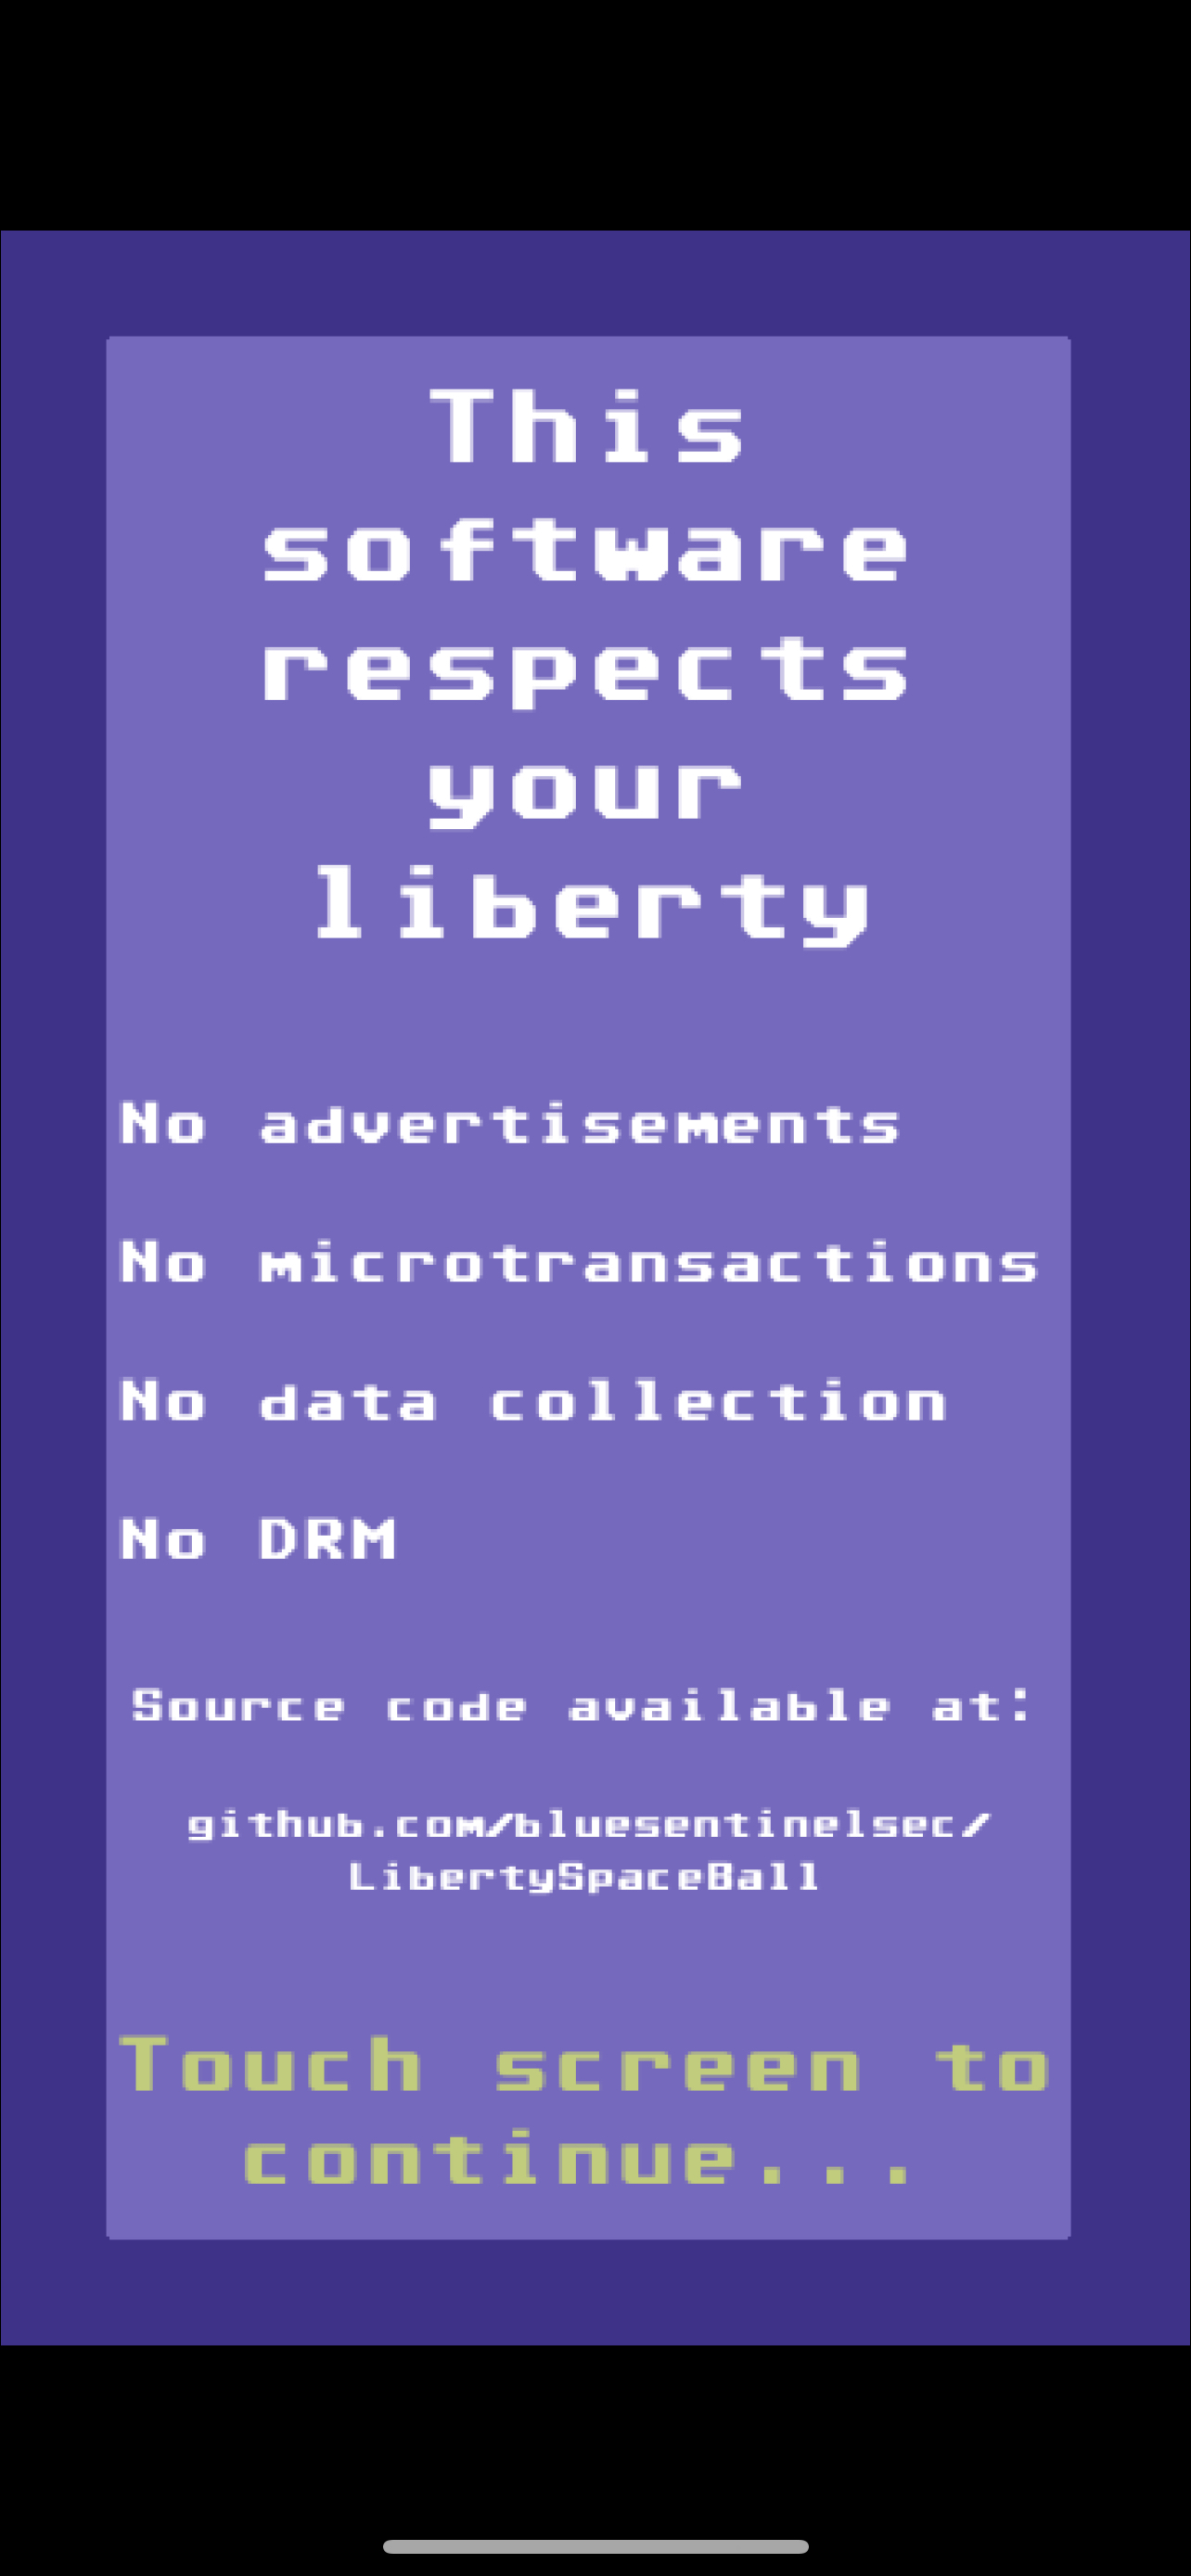 This
software
respects
your
liberty
No advertisements
No microtransactions
No data collection
No DRM
Source code available at:
github.com/bluesentinelsec/
LibertySpaceBall
Touch screen to
continue...